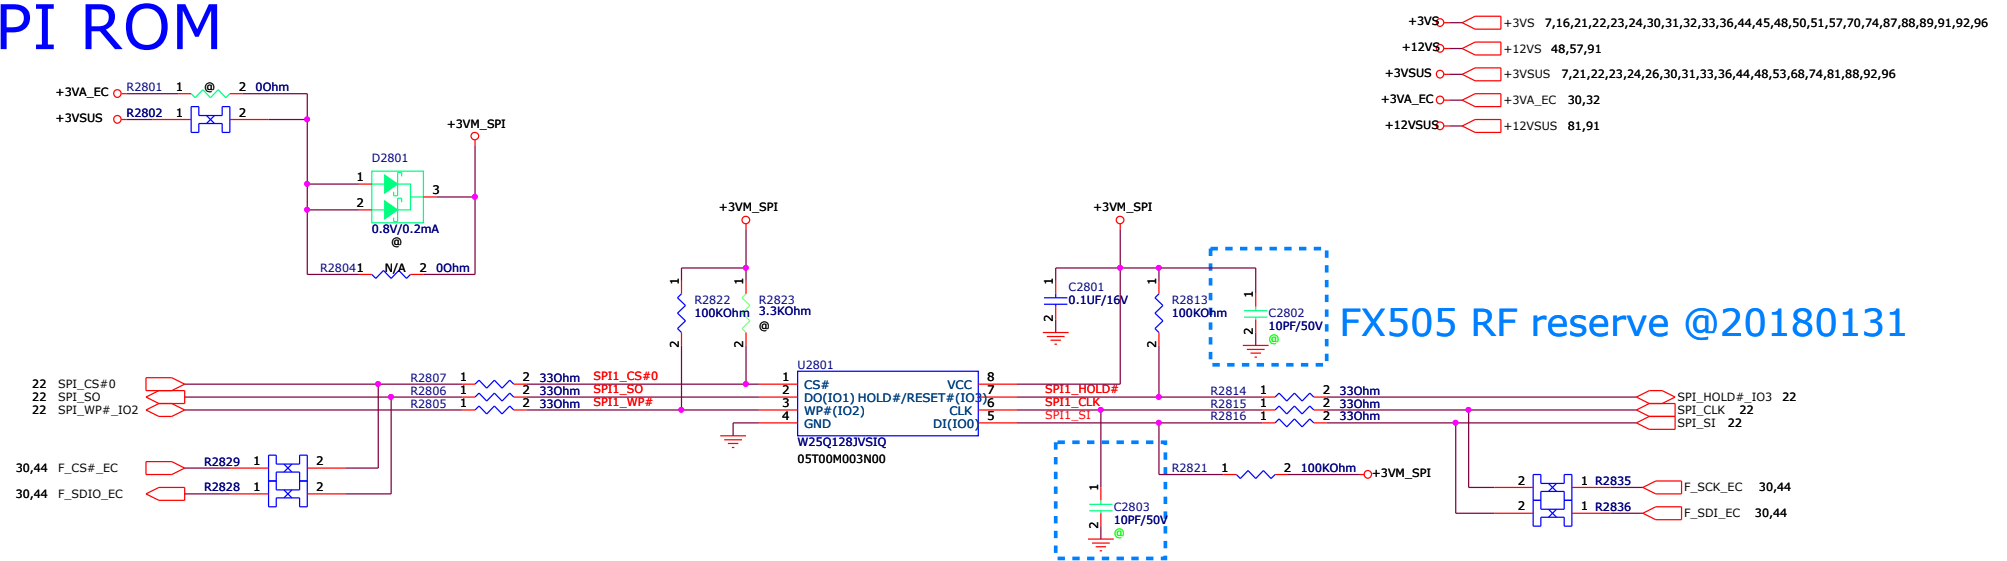 PI ROM
+3VS +3VS 7,16,21,22,23,24,30,31,32,33,36,44,45,48,50,51,57,70,74,87,88,89,91,92,96
+12VS +12VS 48,57,91
+3VSUS +3VSUS 7,21,22,23,24,26,30,31,33,36,44,48,53,68,74,81,88,92,96
+3VA_EC +3VA_EC 30,32
+12VSUS +12VSUS 81,91
+3VA_EC R2801 1 @ 2 0Ohm
+3VSUS R2802 1 2
+3VM_SPI
D2801
1
2
3
0.8V/0.2mA
@
R2804 1 N/A 2 0Ohm
+3VM_SPI
1 1
R2822
100KOhm
R2823
3.3KOhm
@
2 2
+3VM_SPI
1
C2801
0.1UF/16V
2
1
R2813
100KOhm
2
1
C2802
10PF/50V
@
2
FX505 RF reserve @20180131
U2801
22 SPI_CS#0 R2807 1 2 33Ohm SPI1_CS#0 1 CS# VCC 8
22 SPI_SO R2806 1 2 33Ohm SPI1_SO 2 DO(IO1) HOLD#/RESET#(IO3) 7 SPI1_HOLD# R2814 1 2 33Ohm SPI_HOLD#_IO3 22
22 SPI_WP#_IO2 R2805 1 2 33Ohm SPI1_WP# 3 WP#(IO2) CLK 6 SPI1_CLK R2815 1 2 33Ohm SPI_CLK 22
4 GND DI(IO0) 5 SPI1_SI R2816 1 2 33Ohm SPI_SI 22
W25Q128JVSIQ
05T00M003N00
30,44 F_CS#_EC R2829 1 2
30,44 F_SDIO_EC R2828 1 2
R2821 1 2 100KOhm +3VM_SPI
1
C2803
10PF/50V
@
2
2 1 R2835 F_SCK_EC 30,44
2 1 R2836 F_SDI_EC 30,44